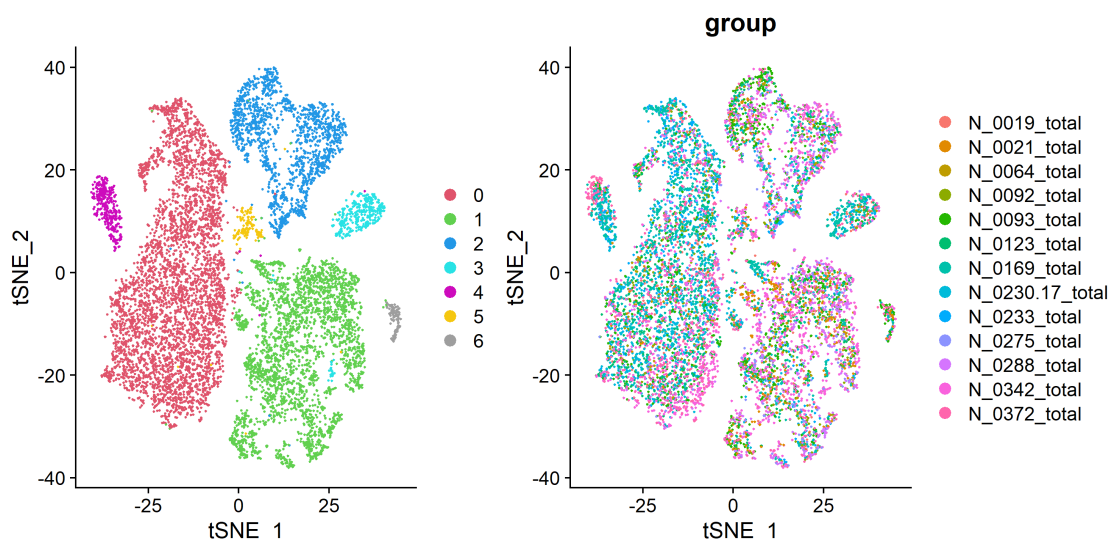 group
40
20
0
-20
-40
tSNE_2
-25
0
25
tSNE_1
0
1
2
3
4
5
6
40
20
0
-20
-40
tSNE_2
-25
0
25
tSNE_1
N_0019_total
N_0021_total
N_0064_total
N_0092_total
N_0093_total
N_0123_total
N_0169_total
N_0230.17_total
N_0233_total
N_0275_total
N_0288_total
N_0342_total
N_0372_total